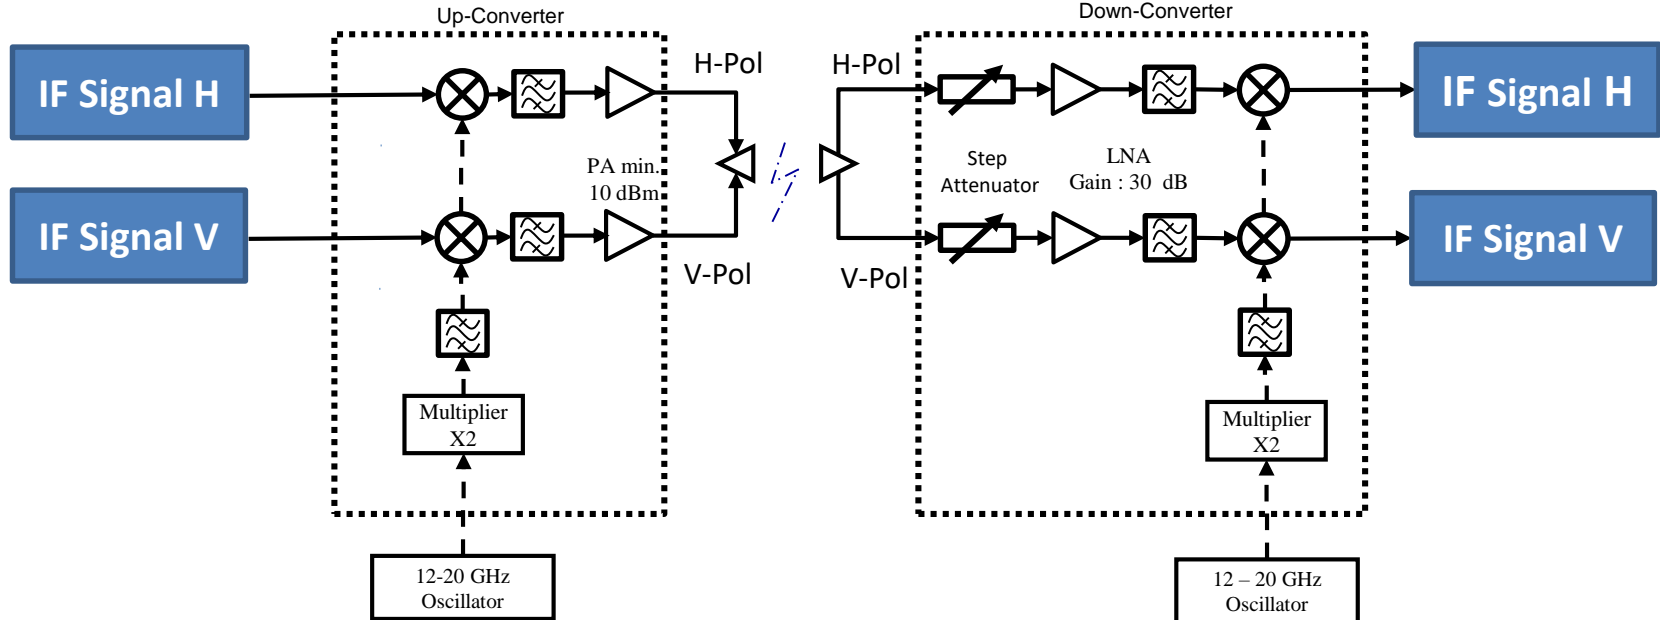 Up-Converter
Down-Converter
IF Signal H
H-Pol
H-Pol
IF Signal H
PA min.
10 dBm
Step
Attenuator
LNA
Gain : 30 dB
IF Signal V
V-Pol
V-Pol
IF Signal V
Multiplier
X2
Multiplier
X2
12-20 GHz
Oscillator
12 – 20 GHz
Oscillator